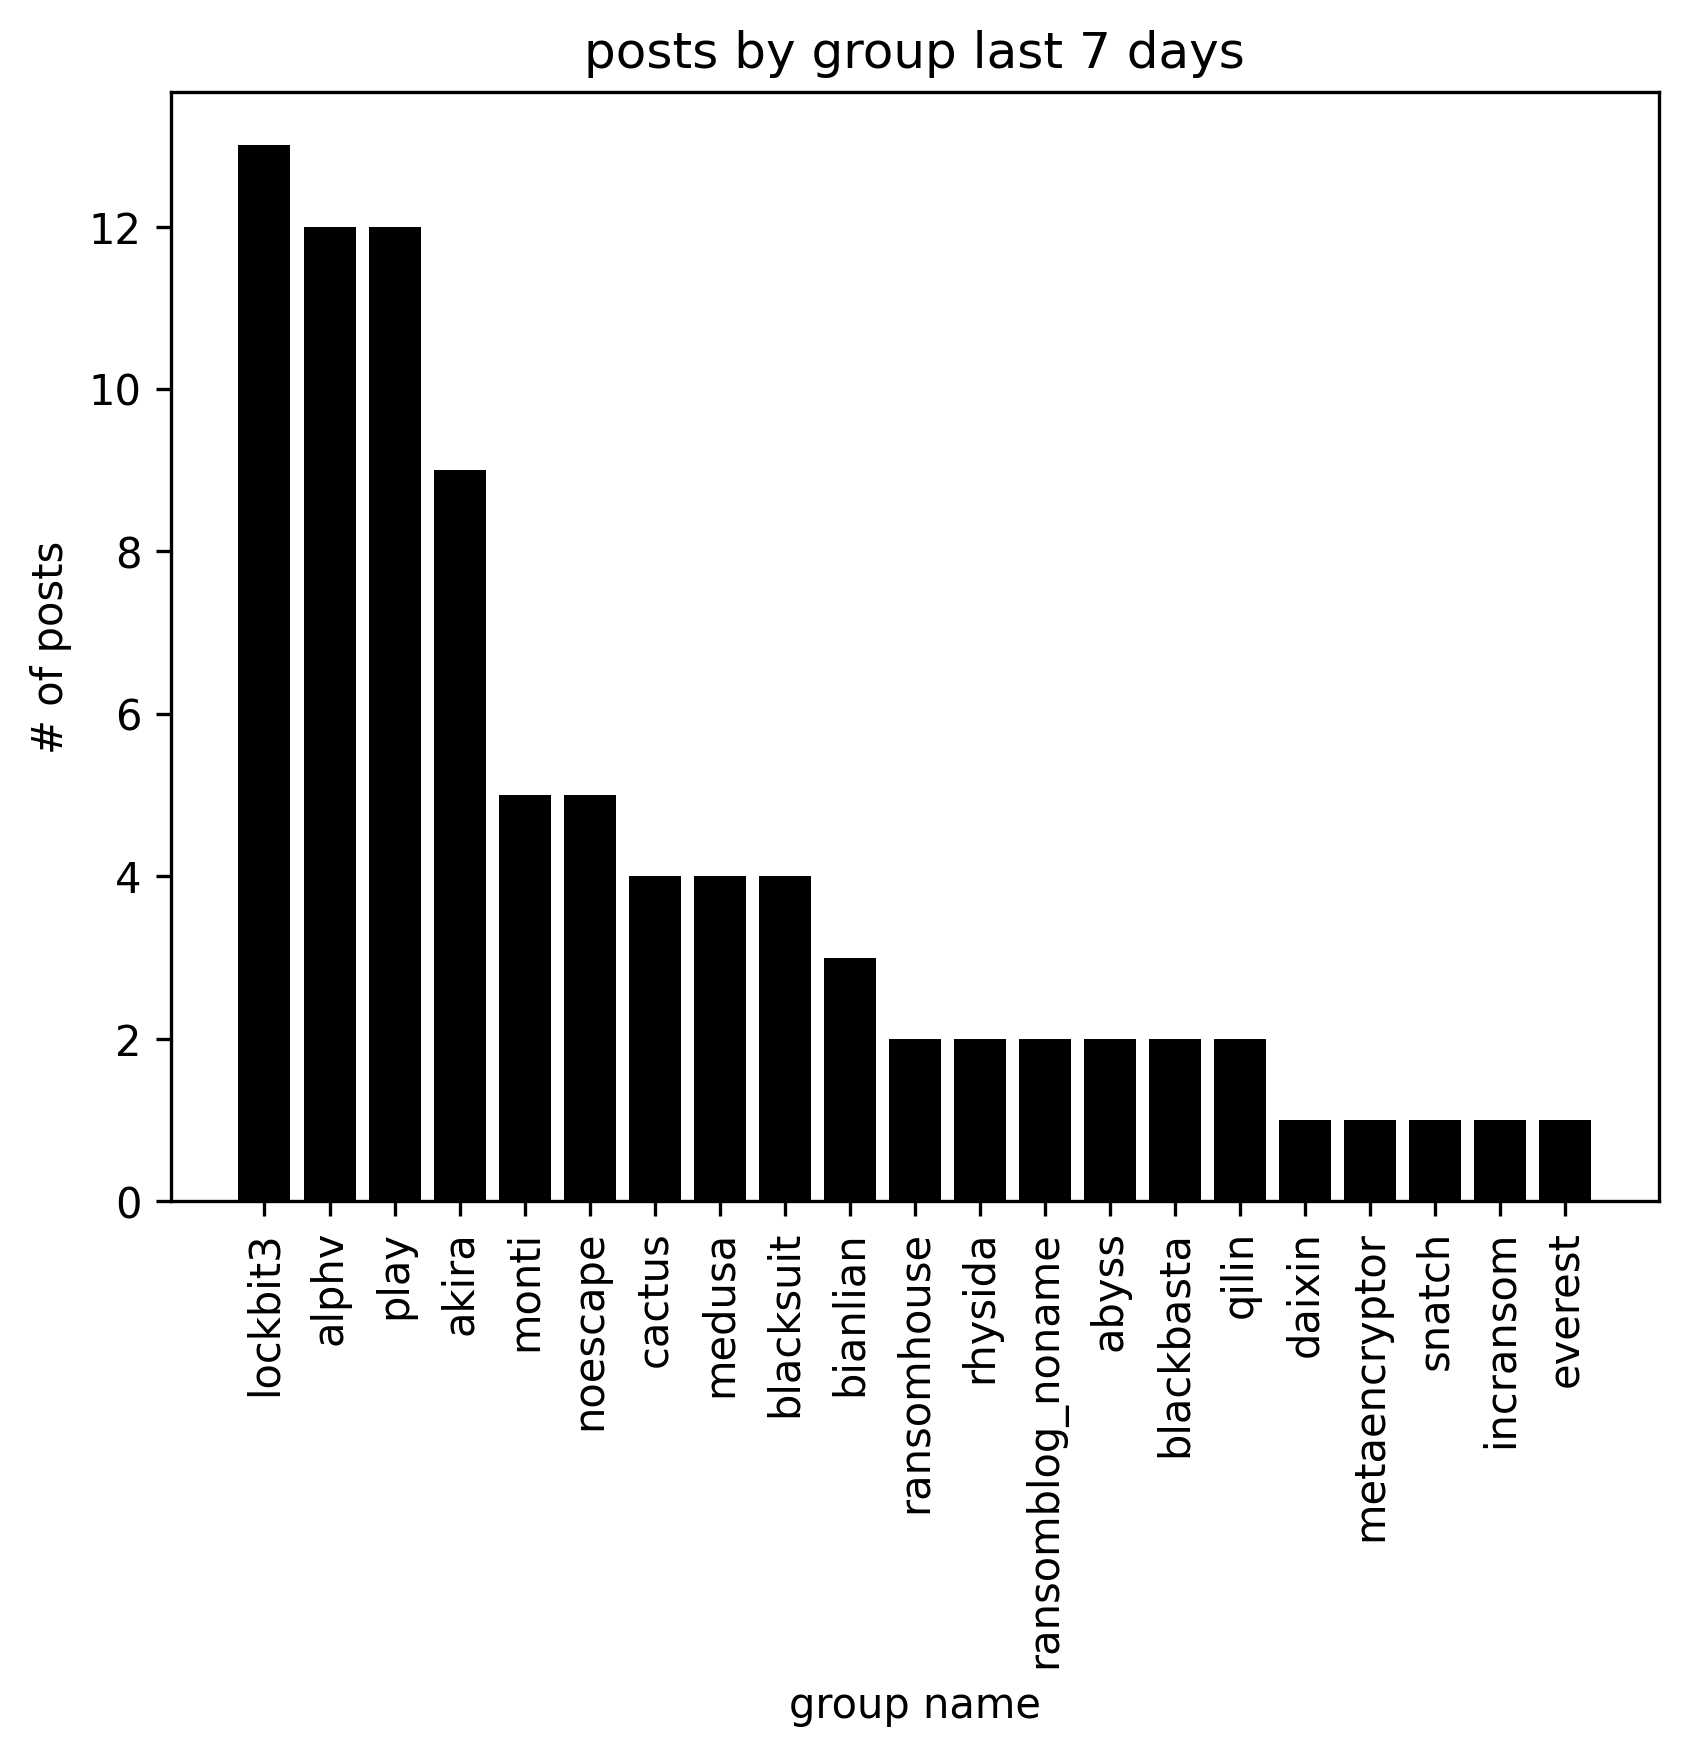 posts by group last 7 days
# of posts
12
10
8
6
4
2
0
lockbit3
alphv
play
akira
monti
noescape
cactus
medusa
blacksuit
bianlian
ransomhouse
rhysida
ransomblog_noname
abyss
blackbasta
qilin
daixin
metaencryptor
snatch
incransom
everest
group name